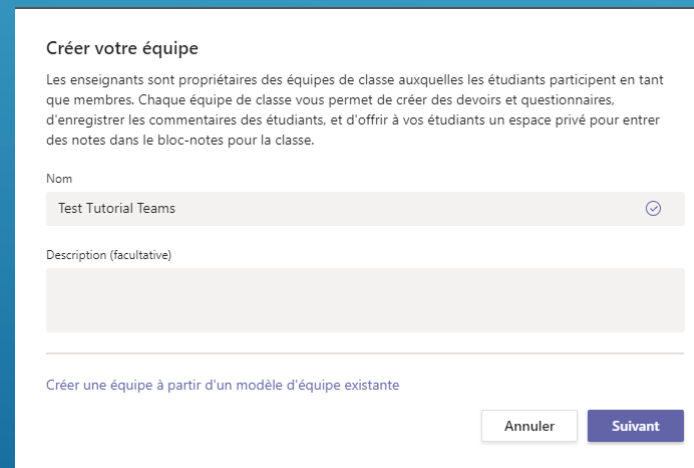 Créer votre équipe
Les enseignants sont propriétaires des équipes de classe auxquelles les étudiants participent en tant
que membres. Chaque équipe de classe vous permet de créer des devoirs et questionnaires,
d'enregistrer les commentaires des étudiants, et d'offrir à vos étudiants un espace privé pour entrer
des notes dans le bloc-notes pour la classe.
Nom
Test Tutorial Teams
Description (facultative)
Créer une équipe à partir d'un modèle d'équipe existante
Annuler
Suivant